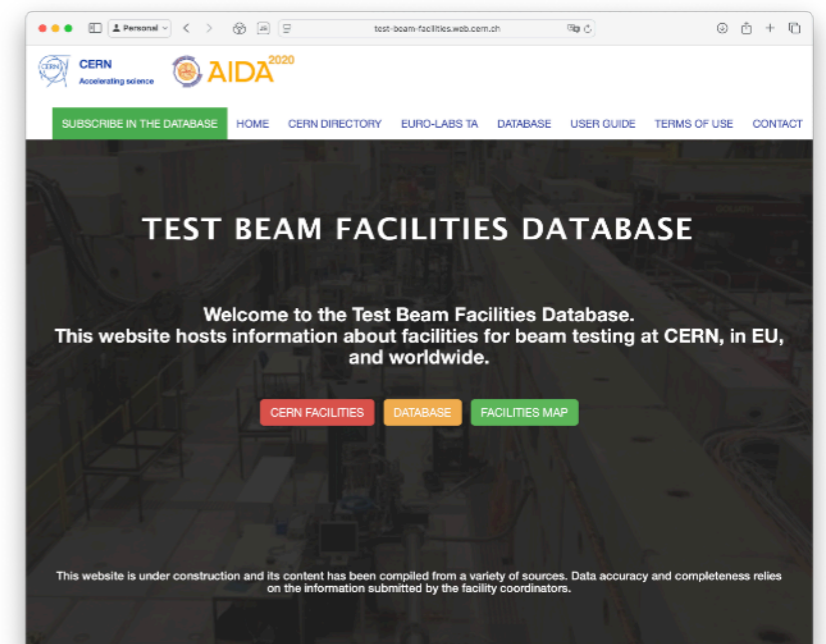 Personal
test-beam-facilities.web.cern.ch
CERN
CERN
Accelerating science
AIDA2020
SUBSCRIBE IN THE DATABASE HOME CERN DIRECTORY EURO-LABS TA DATABASE USER GUIDE TERMS OF USE CONTACT
TEST BEAM FACILITIES DATABASE
Welcome to the Test Beam Facilities Database.
This website hosts information about facilities for beam testing at CERN, in EU,
and worldwide.
CERN FACILITIES DATABASE FACILITIES MAP
This website is under construction and its content has been compiled from a variety of sources. Data accuracy and completeness relies
on the information submitted by the facility coordinators.